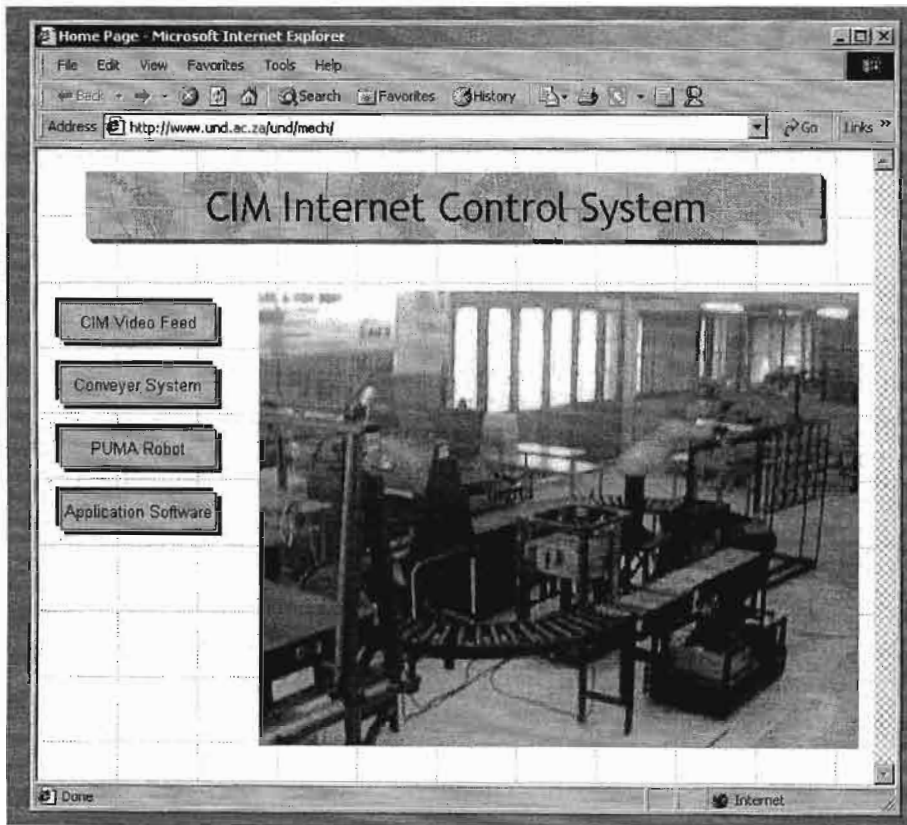 Home Page - Microsoft Internet Explorer
File Edit View Favorites Tools Help
Back Search Favorites History
Address http://www.und.ac.za/und/mech/ Go Links »
CIM Internet Control System
CIM Video Feed
Conveyer System
PUMA Robot
Application Software
Done Internet